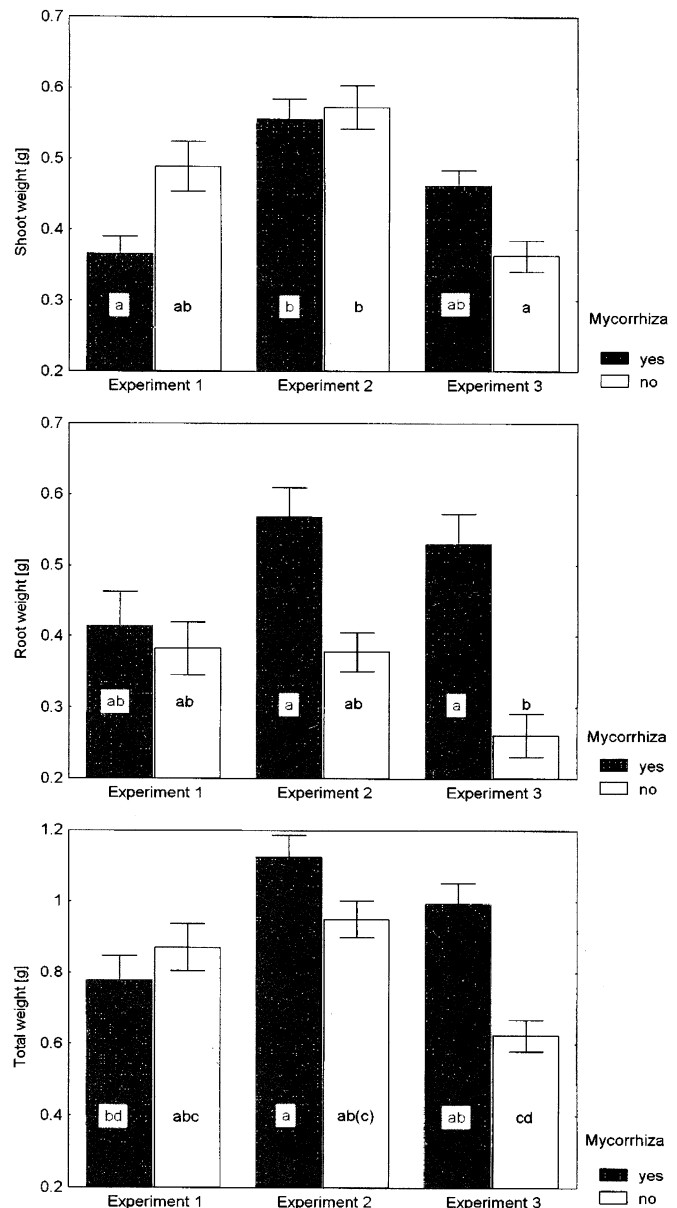 0.7
0.6
0.5
0.4
0.3
0.2
Shoot weight [g]
a
ab
b
b
ab
a
Experiment 1
Experiment 2
Experiment 3
Mycorrhiza
yes
no
0.7
0.6
0.5
0.4
0.3
0.2
Root weight [g]
ab
ab
a
ab
a
b
Experiment 1
Experiment 2
Experiment 3
Mycorrhiza
yes
no
1.2
1
0.8
0.6
0.4
0.2
Total weight [g]
bd
abc
a
ab(c)
ab
cd
Experiment 1
Experiment 2
Experiment 3
Mycorrhiza
yes
no